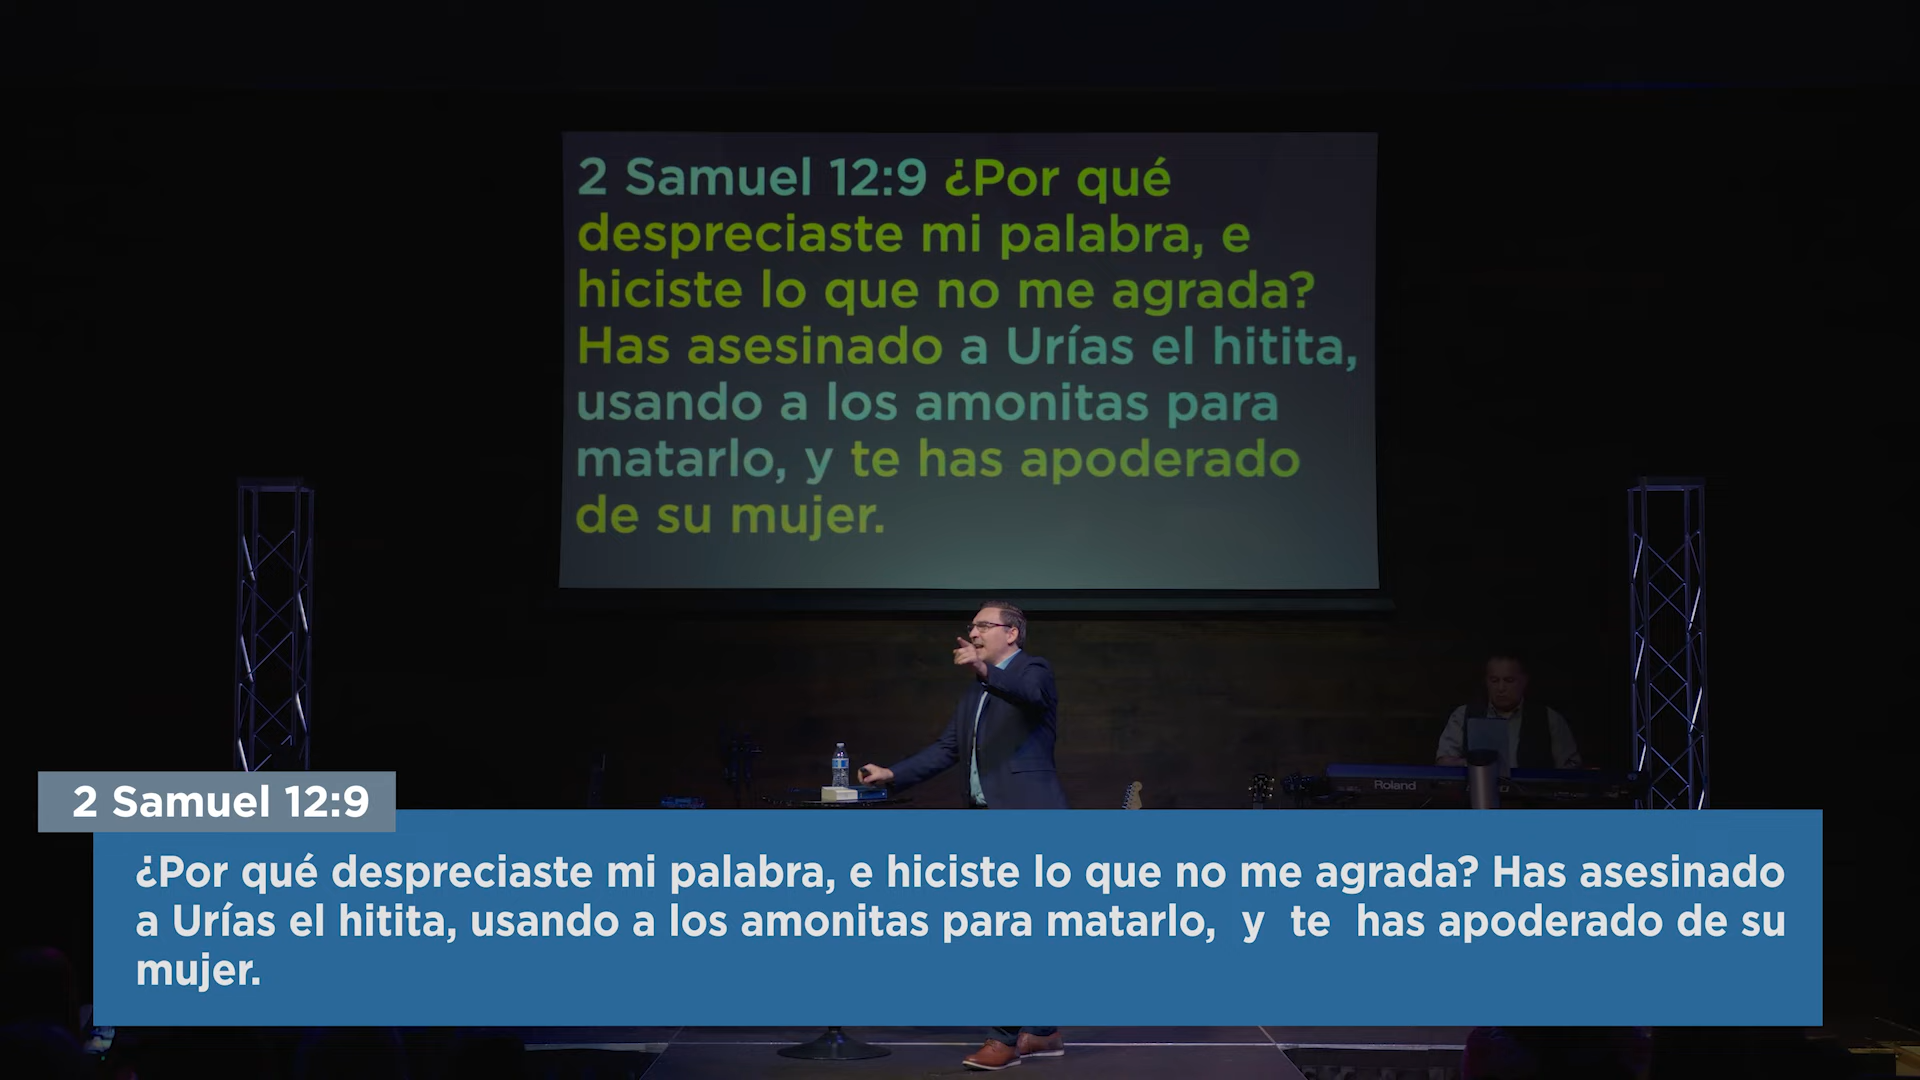 2 Samuel 12:9 ¿Por qué
despreciaste mi palabra, e
hiciste lo que no me agrada?
Has asesinado a Urías el hitita,
usando a los amonitas para
matarlo, y te has apoderado
de su mujer.
Roland
2 Samuel 12:9
¿Por qué despreciaste mi palabra, e hiciste lo que no me agrada? Has asesinado
a Urías el hitita, usando a los amonitas para matarlo, y te has apoderado de su
mujer.